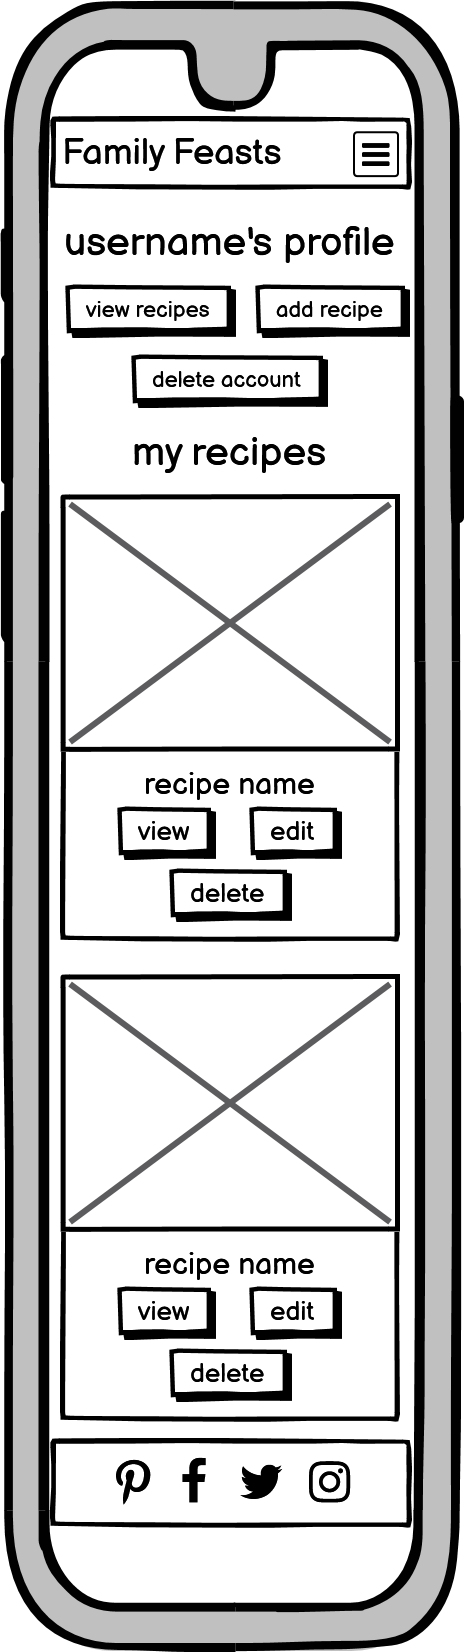 Family Feasts
username's profile
view recipes add recipe
delete account
my recipes
recipe name
view edit
delete
recipe name
view edit
delete